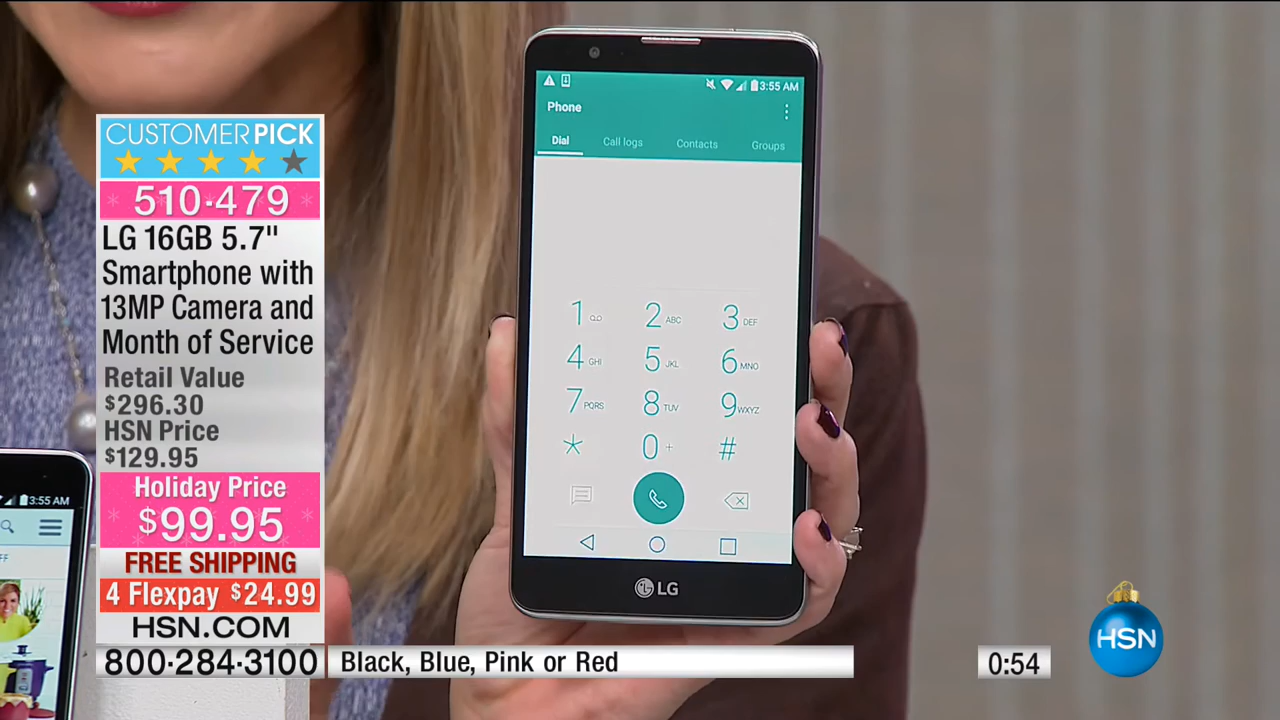 CUSTOMER PICK
510-479
LG 16GB 5.7"
Smartphone with
13MP Camera and
Month of Service
Retail Value
$296.30
HSN Price
$129.95
Holiday Price
$99.95
FREE SHIPPING
4 Flexpay $24.99
HSN.COM
800-284-3100
Black, Blue, Pink or Red
0:54
HSN
3:55 AM
Phone
Dial Call logs Contacts Groups
1 2 ABC 3 DEF
4 GHI 5 JKL 6 MNO
7 PQRS 8 TUV 9 WXYZ
* 0 + #
LG
3:55 AM